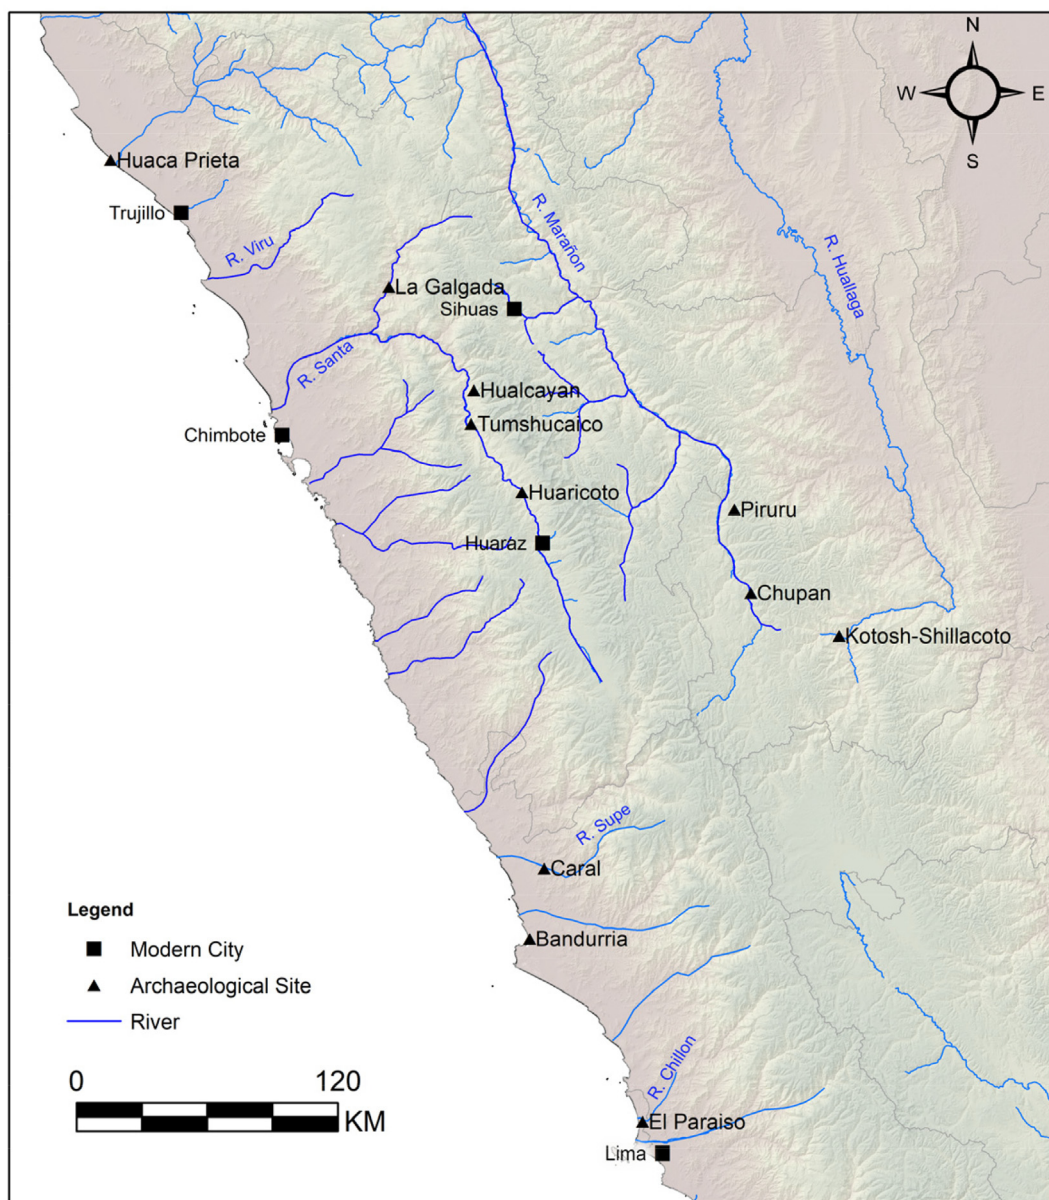 N
W
E
S
Huaca Prieta
Trujillo
R. Viru
R. Marañon
R. Huallaga
La Galgada
Sihuas
R. Santa
Hualcayan
Tumshucaico
Chimbote
Huaricoto
Piruru
Huaraz
Chupan
Kotosh-Shillacoto
R. Supe
Caral
Bandurria
R. Chillon
El Paraiso
Lima
Legend
Modern City
Archaeological Site
River
0 120
KM